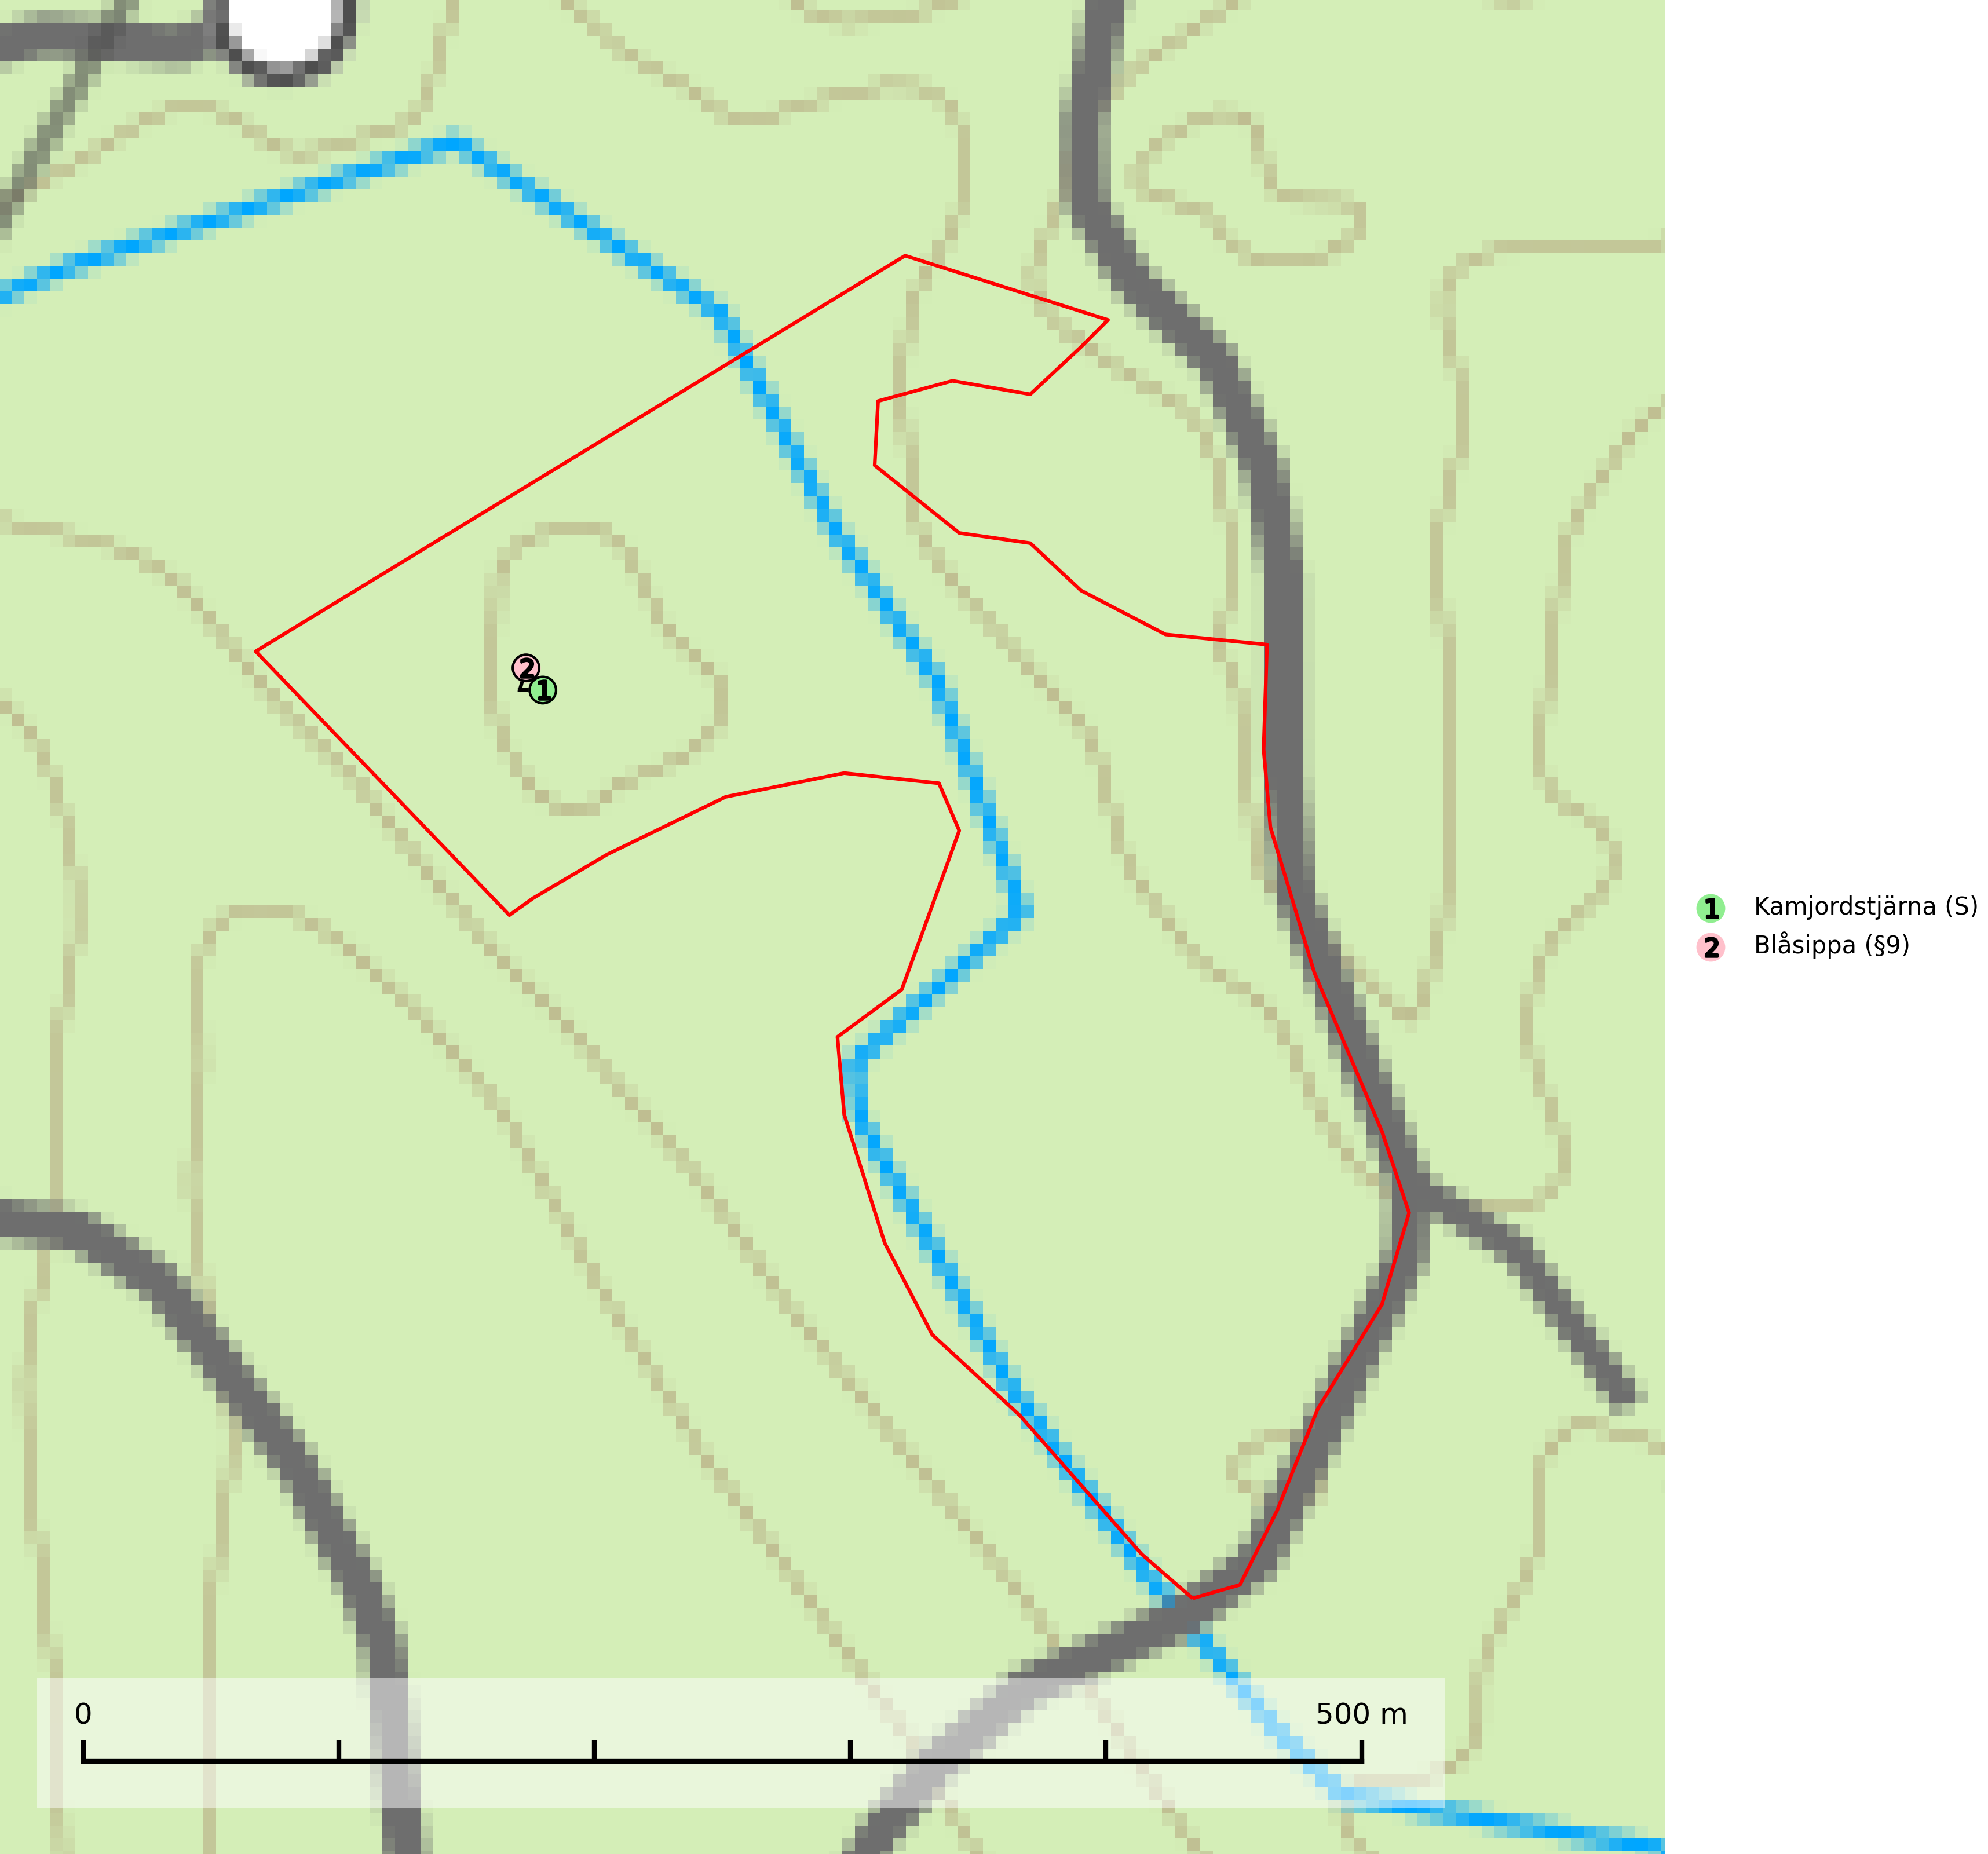 2
1
1 Kamjordstjärna (S)
2 Blåsippa (§9)
0 500 m